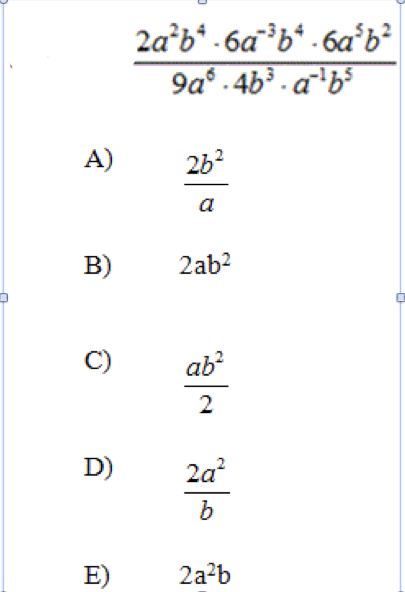 2a²b⁴ · 6a⁻³b⁴ · 6a⁵b²
9a⁶ · 4b³ · a⁻¹b⁵
A) 2b²
a
B) 2ab²
C) ab²
2
D) 2a²
b
E) 2a²b